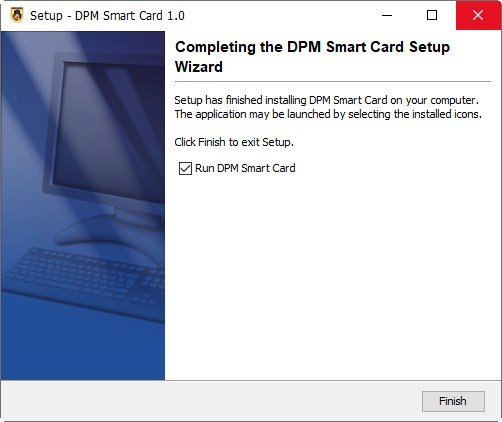 Setup - DPM Smart Card 1.0
Completing the DPM Smart Card Setup
Wizard
Setup has finished installing DPM Smart Card on your computer.
The application may be launched by selecting the installed icons.
Click Finish to exit Setup.
Run DPM Smart Card
Finish